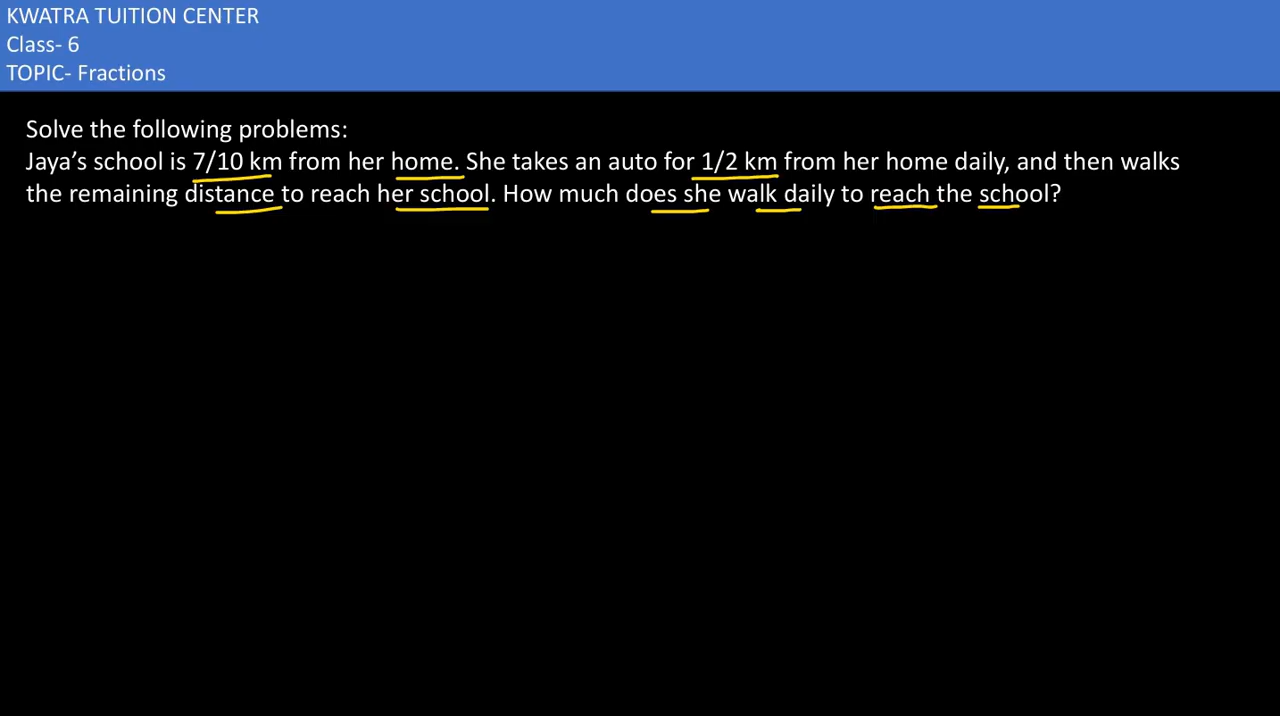 KWATRA TUITION CENTER
Class- 6
TOPIC- Fractions
Solve the following problems:
Jaya’s school is 7/10 km from her home. She takes an auto for 1/2 km from her home daily, and then walks
the remaining distance to reach her school. How much does she walk daily to reach the school?